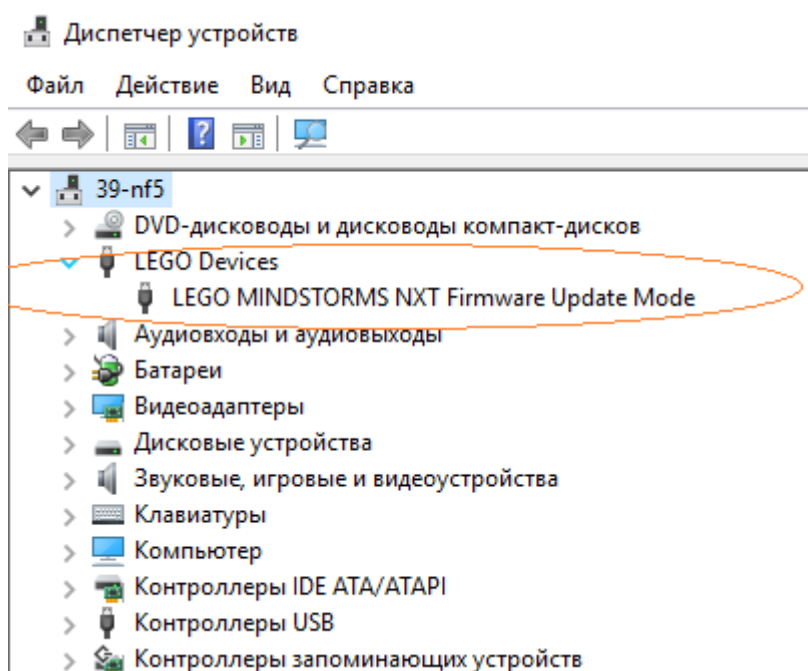 Диспетчер устройств
Файл Действие Вид Справка
39-nf5
DVD-дисководы и дисководы компакт-дисков
LEGO Devices
LEGO MINDSTORMS NXT Firmware Update Mode
Аудиовходы и аудиовыходы
Батареи
Видеоадаптеры
Дисковые устройства
Звуковые, игровые и видеоустройства
Клавиатуры
Компьютер
Контроллеры IDE ATA/ATAPI
Контроллеры USB
Контроллеры запоминающих устройств